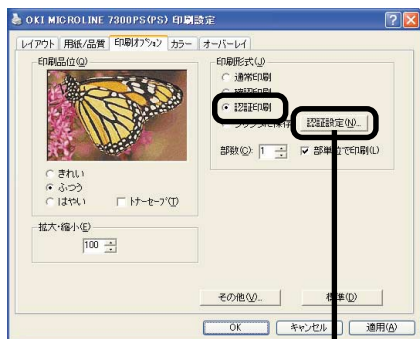 OKI MICROLINE 7300PS(PS) 印刷設定
レイアウト 用紙/品質 印刷オプション カラー オーバーレイ
印刷品位(Q)
きれい
ふつう
はやい
トナーセーブ(T)
拡大・縮小(E)
100
印刷形式(J)
通常印刷
確認印刷
認証印刷
認証設定(N)...
部数(C): 1 部単位で印刷(L)
その他(V)... 標準(D)
OK キャンセル 適用(A)